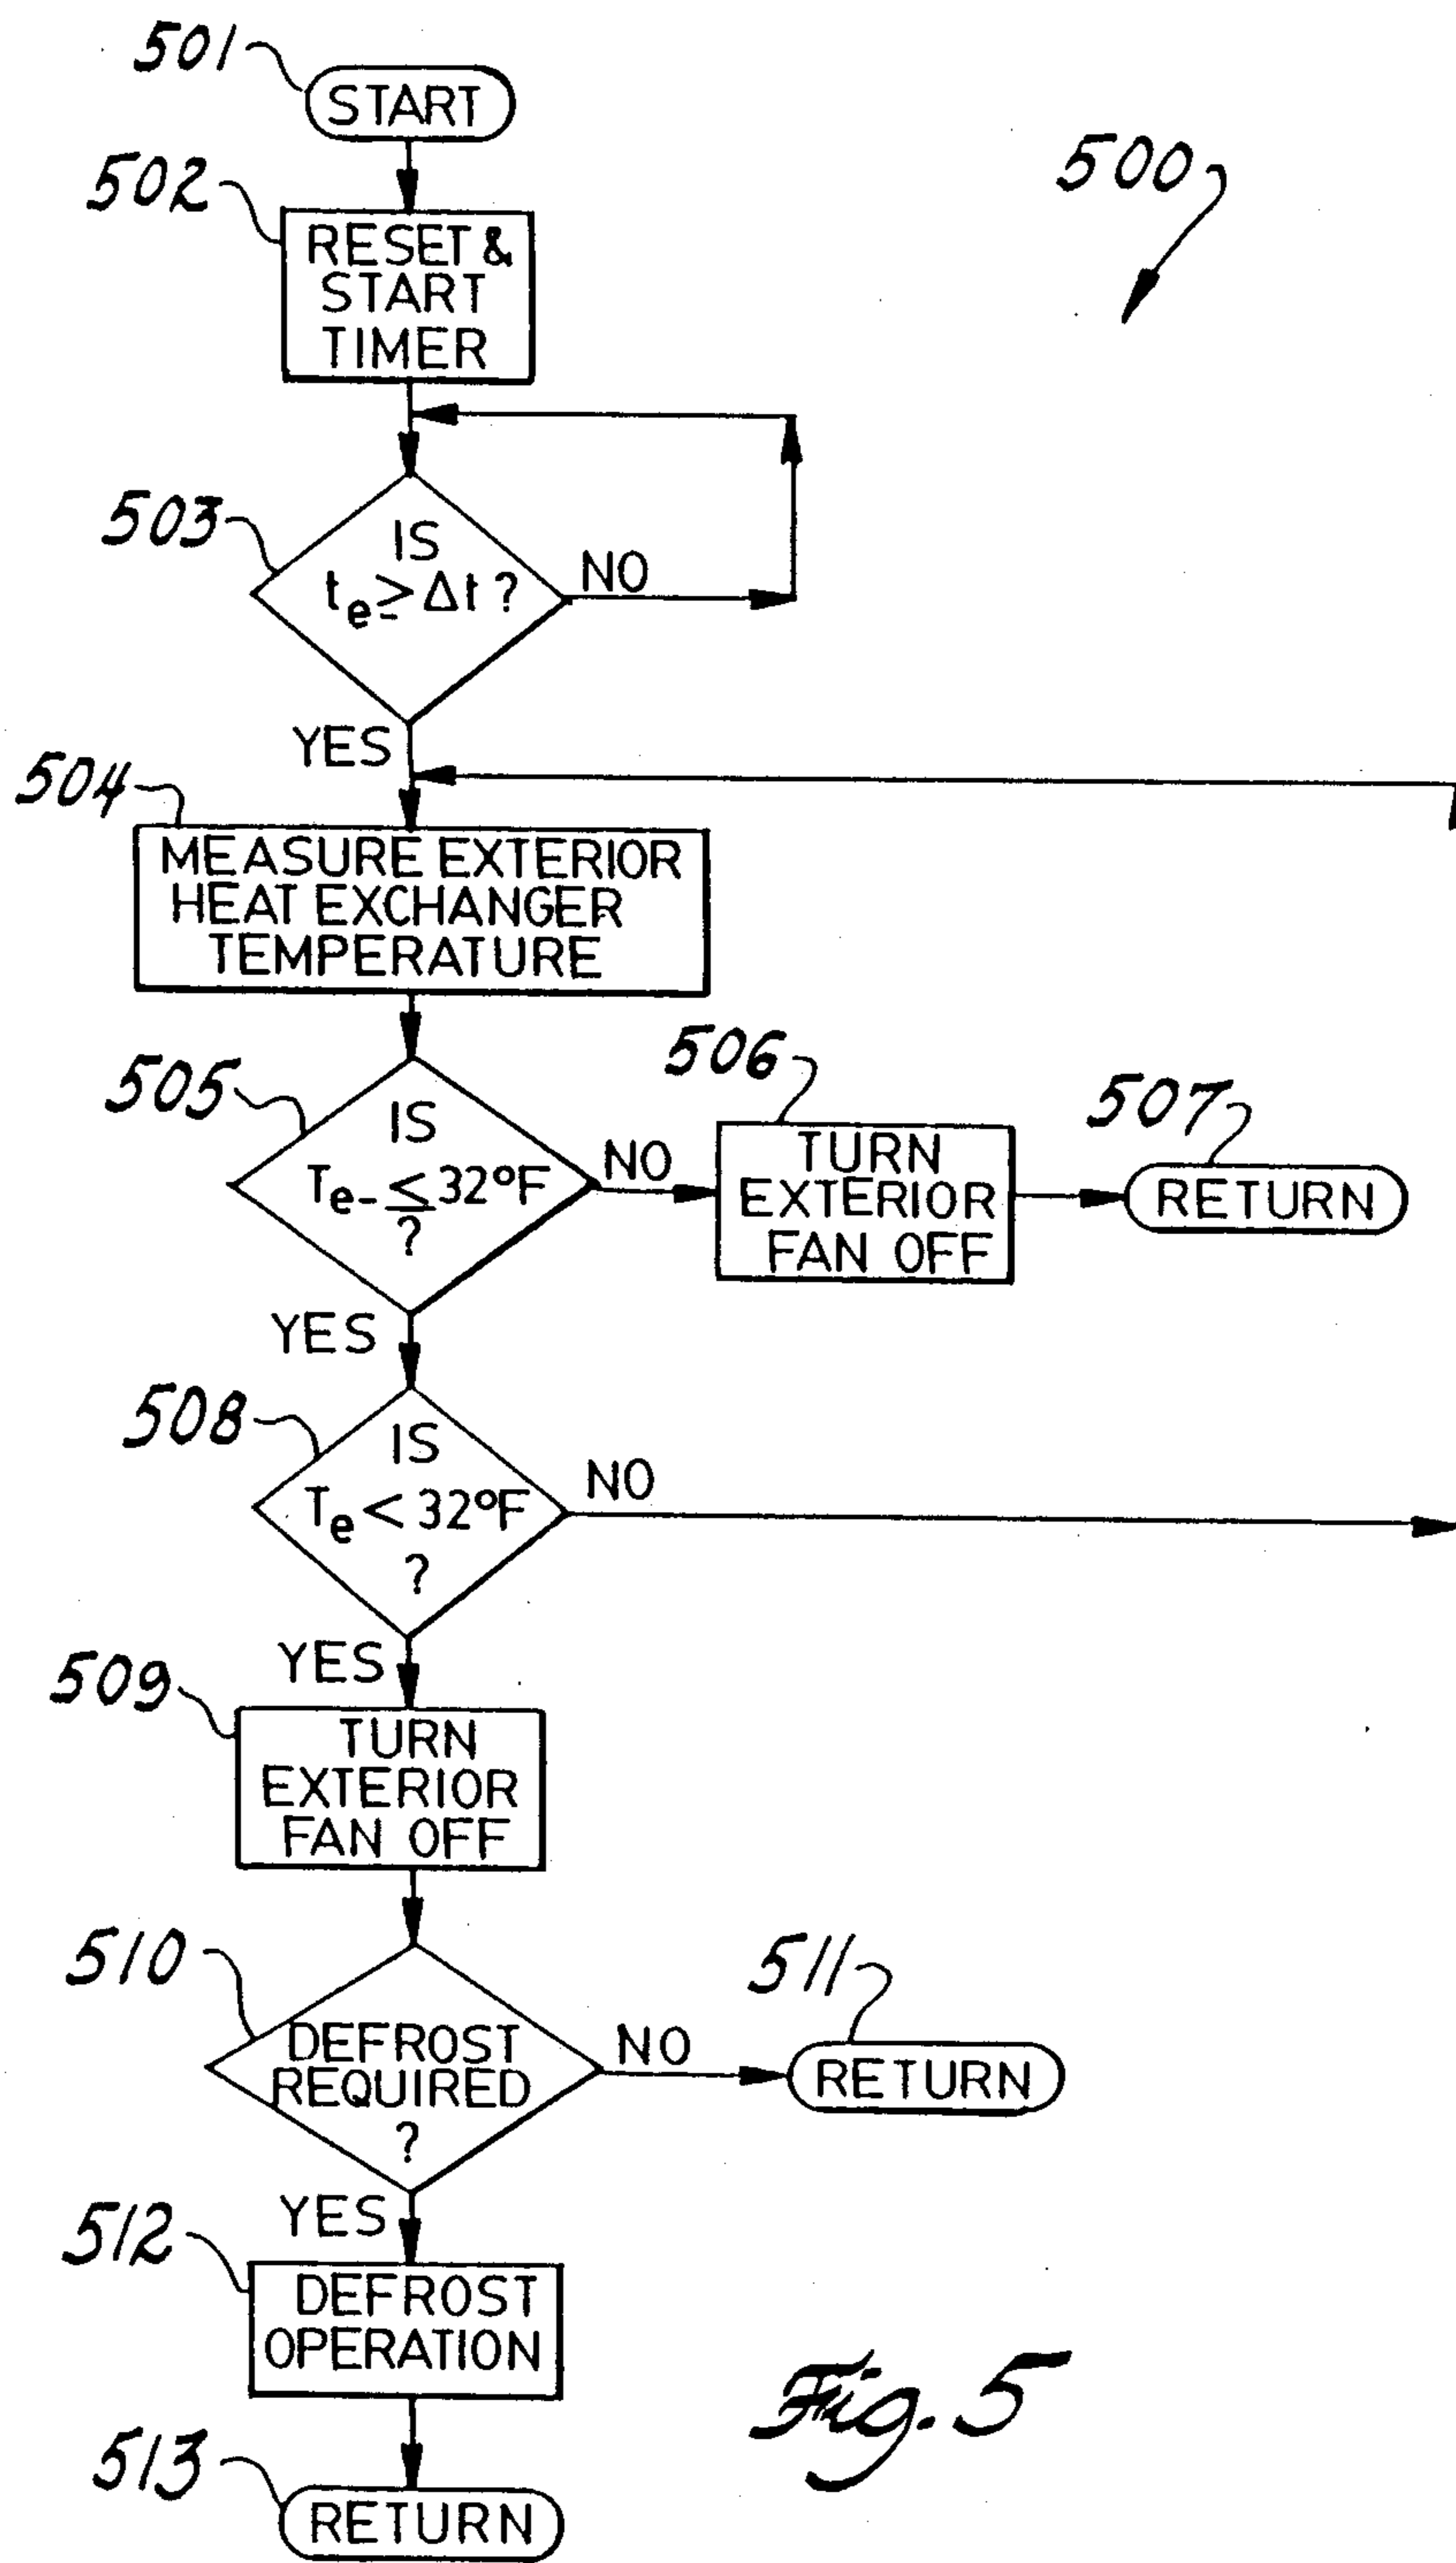 501
START
500
502
RESET &
START
TIMER
503
IS
te ≥ Δt ?
NO
YES
504
MEASURE EXTERIOR
HEAT EXCHANGER
TEMPERATURE
505
IS
Te- ≤ 32°F
?
NO
506
TURN
EXTERIOR
FAN OFF
507
RETURN
YES
508
IS
Te < 32°F
?
NO
YES
509
TURN
EXTERIOR
FAN OFF
510
DEFROST
REQUIRED
?
NO
511
RETURN
YES
512
DEFROST
OPERATION
513
RETURN
Fig. 5